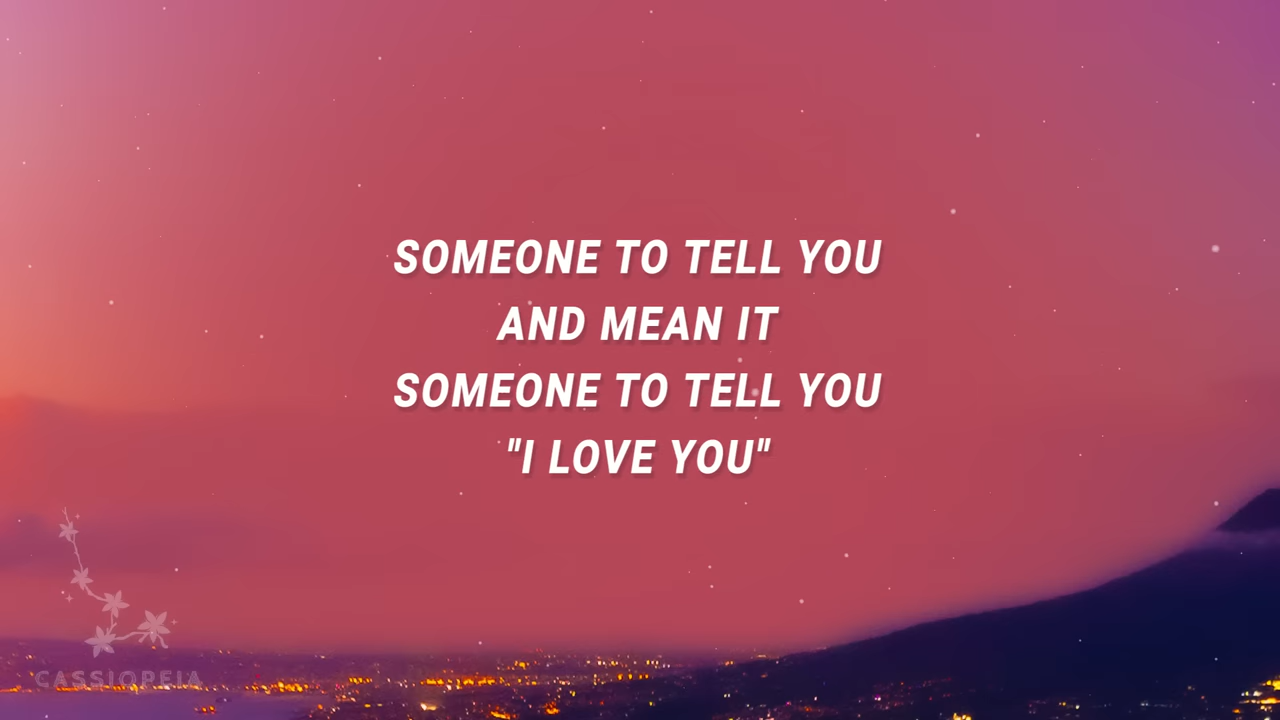 SOMEONE TO TELL YOU
AND MEAN IT
SOMEONE TO TELL YOU
"I LOVE YOU"
CASSIOPEIA